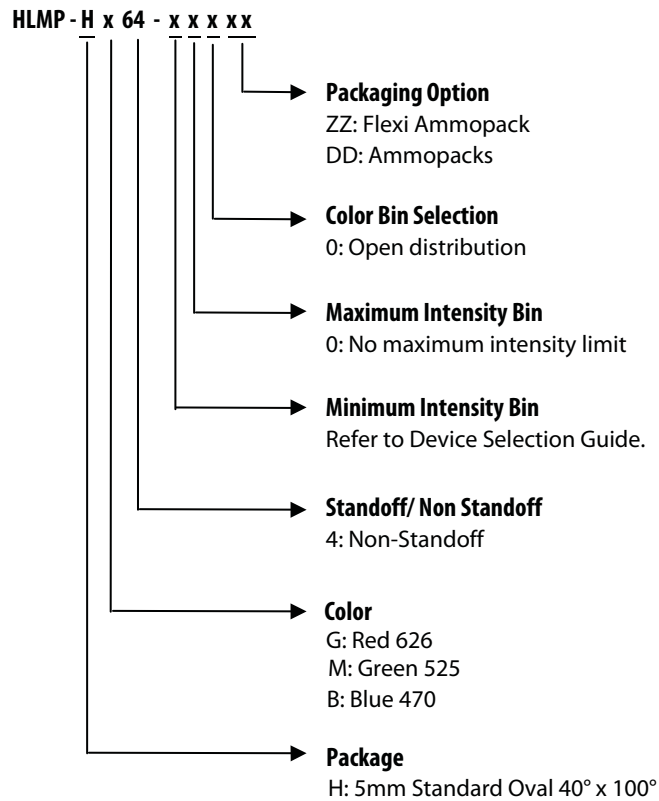 HLMP - H x 64 - x x x x x
Packaging Option
ZZ: Flexi Ammopack
DD: Ammopacks
Color Bin Selection
0: Open distribution
Maximum Intensity Bin
0: No maximum intensity limit
Minimum Intensity Bin
Refer to Device Selection Guide.
Standoff/ Non Standoff
4: Non-Standoff
Color
G: Red 626
M: Green 525
B: Blue 470
Package
H: 5mm Standard Oval 40° x 100°